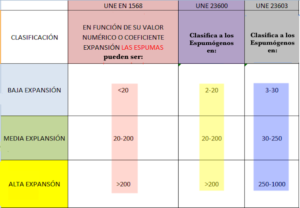 UNE EN 1568 UNE 23600 UNE 23603
CLASIFICACIÓN
EN FUNCIÓN DE SU VALOR
NUMÉRICO O COEFICIENTE
EXPANSIÓN LAS ESPUMAS
pueden ser:
Clasifica a los
Espumógenos
en:
Clasifica a los
Espumógenos
en:
BAJA EXPANSIÓN <20 2-20 3-30
MEDIA EXPLANSIÓN 20-200 20-200 30-250
ALTA EXPANSÓN >200 >200 250-1000